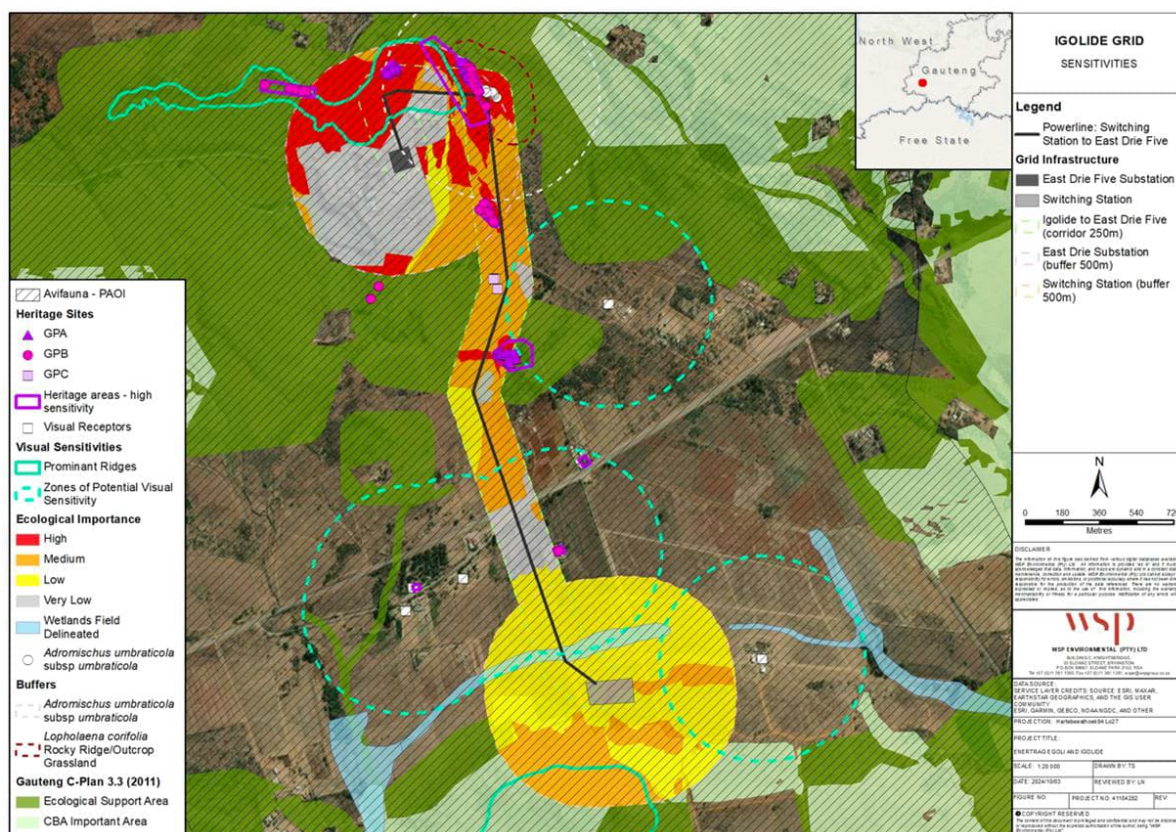 IGOLIDE GRID
SENSITIVITIES
North West
Gauteng
Free State
Legend
Powerline: Switching
Station to East Drie Five
Grid Infrastructure
East Drie Five Substation
Switching Station
Igolide to East Drie Five
(corridor 250m)
East Drie Substation
(buffer 500m)
Switching Station (buffer
500m)
Avifauna - PAOI
Heritage Sites
GPA
GPB
GPC
Heritage areas - high
sensitivity
Visual Receptors
Visual Sensitivities
Prominant Ridges
Zones of Potential Visual
Sensitivity
Ecological Importance
High
Medium
Low
Very Low
Wetlands Field
Delineated
Adromischus umbraticola
subsp umbraticola
Buffers
Adromischus umbraticola
subsp umbraticola
Lopholaena corifolia
Rocky Ridge/Outcrop
Grassland
Gauteng C-Plan 3.3 (2011)
Ecological Support Area
CBA Important Area
N
0 180 360 540 720
Metres
DISCLAIMER
wsp
WSP ENVIRONMENTAL (PTY) LTD
DATA SOURCE:
SERVICE LAYER CREDITS: SOURCE: ESRI, MAXAR,
EARTHSTAR GEOGRAPHICS, AND THE GIS USER
COMMUNITY
ESRI, GARMIN, GEBCO, NOAA NGDC, AND OTHER
PROJECTION:
PROJECT TITLE:
ENERTRAG EGOLI AND IGOLIDE
SCALE: 1:20 000 DRAWN BY: TS
DATE: 2024/10/03 REVIEWED BY: LN
FIGURE NO: PROJECT NO: 41104282 REV:
COPYRIGHT RESERVED